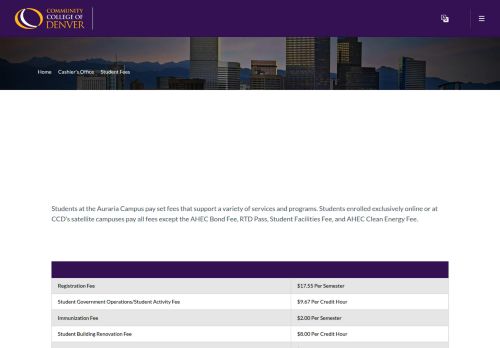 COMMUNITY
COLLEGE OF
DENVER
Home Cashier's Office Student Fees
Students at the Auraria Campus pay set fees that support a variety of services and programs. Students enrolled exclusively online or at
CCD's satellite campuses pay all fees except the AHEC Bond Fee, RTD Pass, Student Facilities Fee, and AHEC Clean Energy Fee.
Registration Fee $17.55 Per Semester
Student Government Operations/Student Activity Fee $9.67 Per Credit Hour
Immunization Fee $2.00 Per Semester
Student Building Renovation Fee $8.00 Per Credit Hour